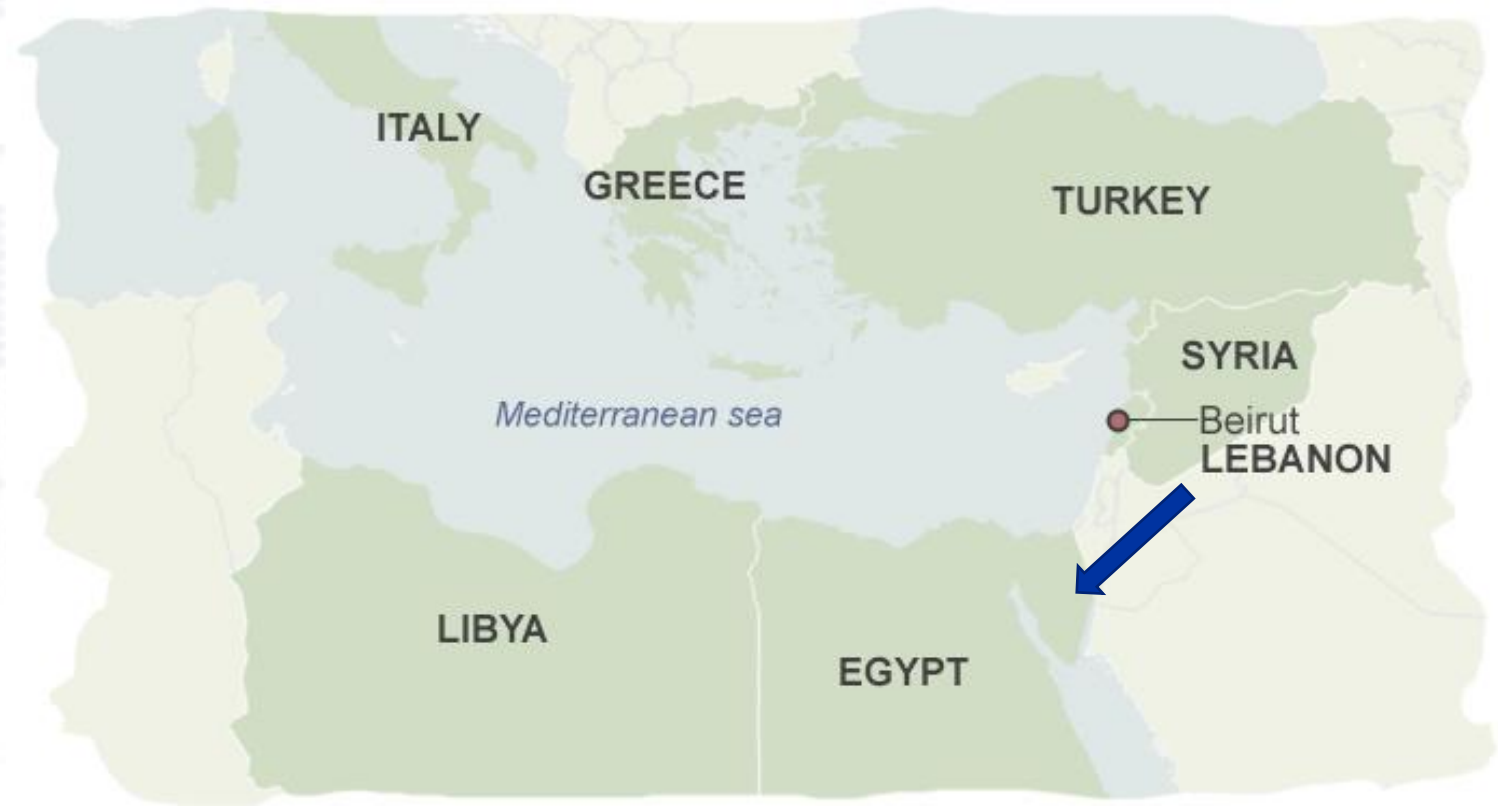 ITALY
GREECE
TURKEY
SYRIA
Mediterranean sea
Beirut
LEBANON
LIBYA
EGYPT